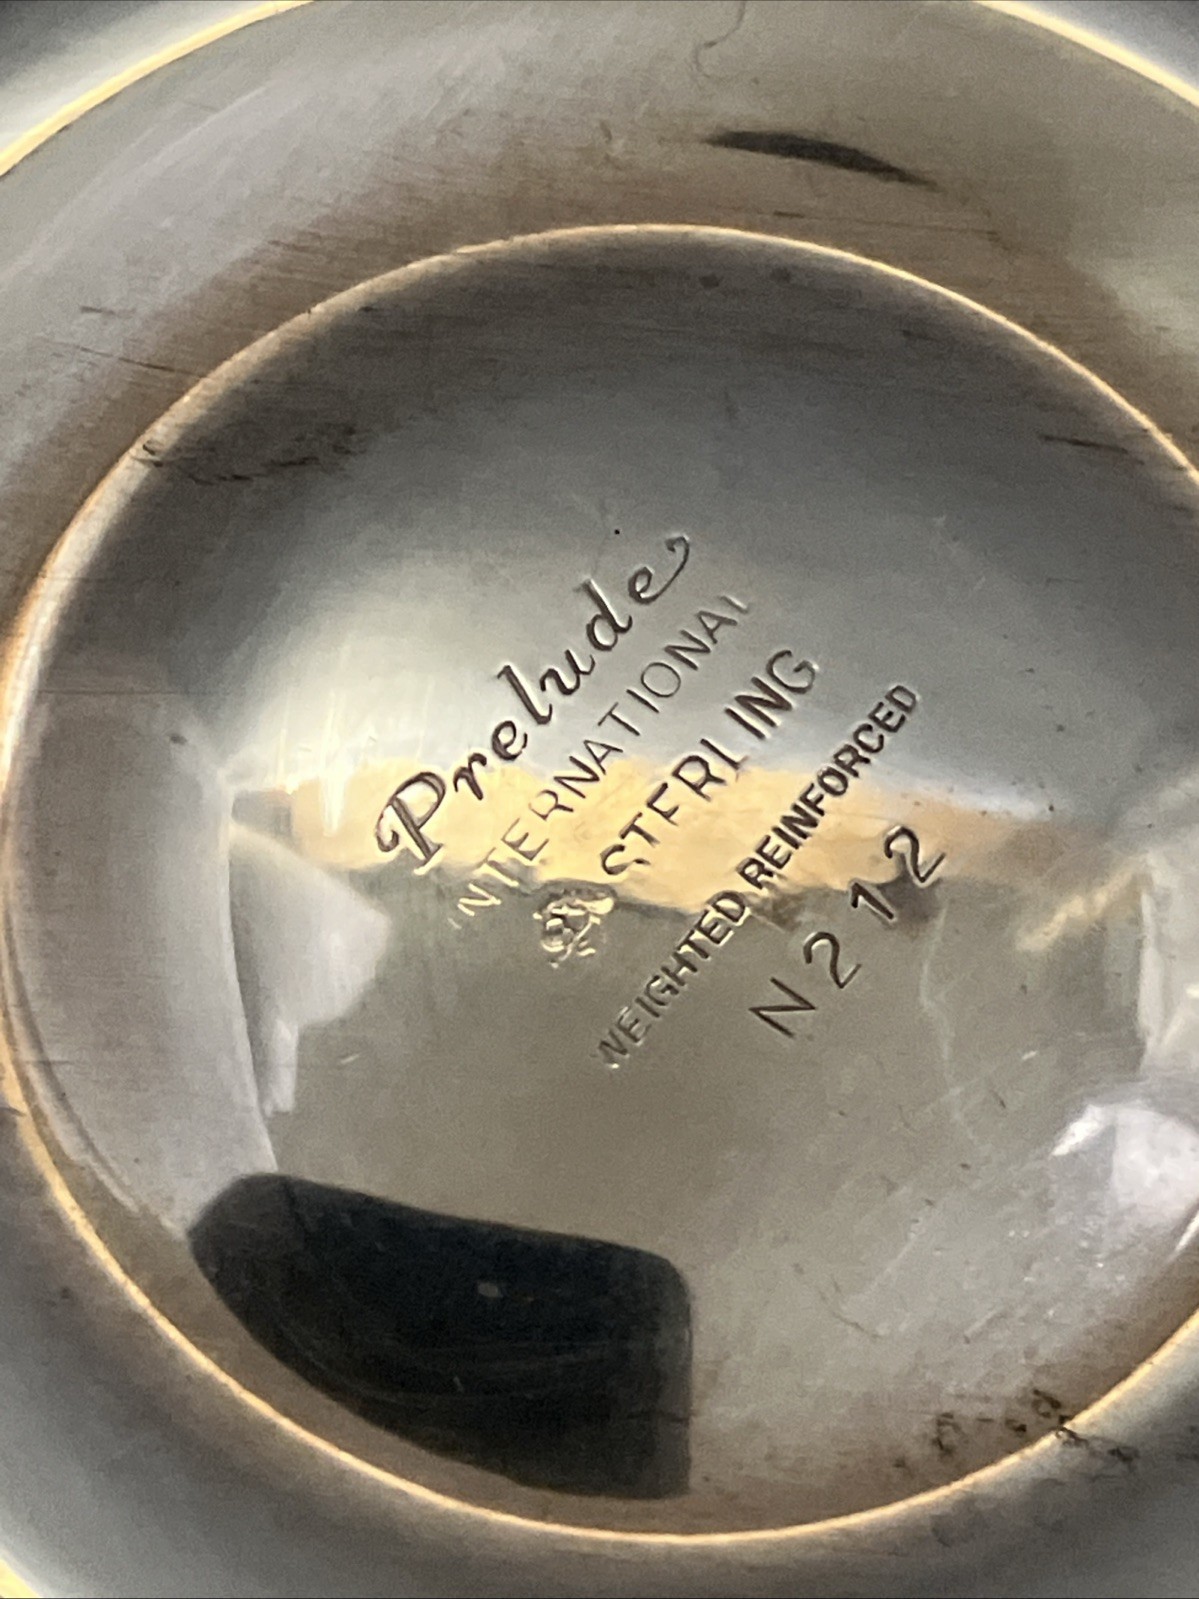 Prelude
INTERNATIONAL
STERLING
WEIGHTED REINFORCED
N212